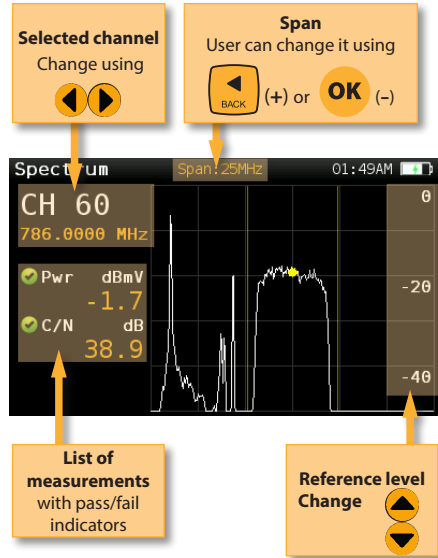 Selected channel
Change using
Span
User can change it using
BACK
(+) or
OK
(–)
Spectrum
Span:25MHz
01:49AM
CH 60
786.0000 MHz
Pwr dBmV
-1.7
C/N dB
38.9
0
-20
-40
List of
measurements
with pass/fail
indicators
Reference level
Change